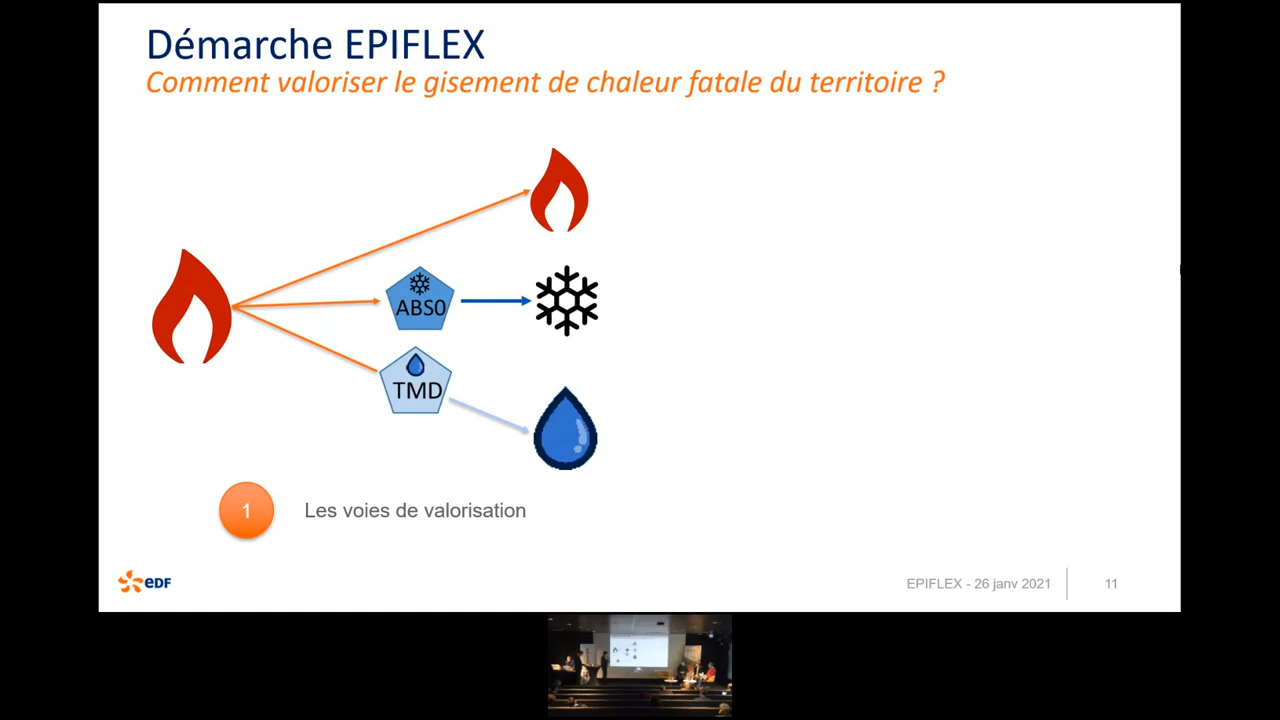 Démarche EPIFLEX
Comment valoriser le gisement de chaleur fatale du territoire ?
ABS0
TMD
1
Les voies de valorisation
edf
EPIFLEX - 26 janv 2021
11